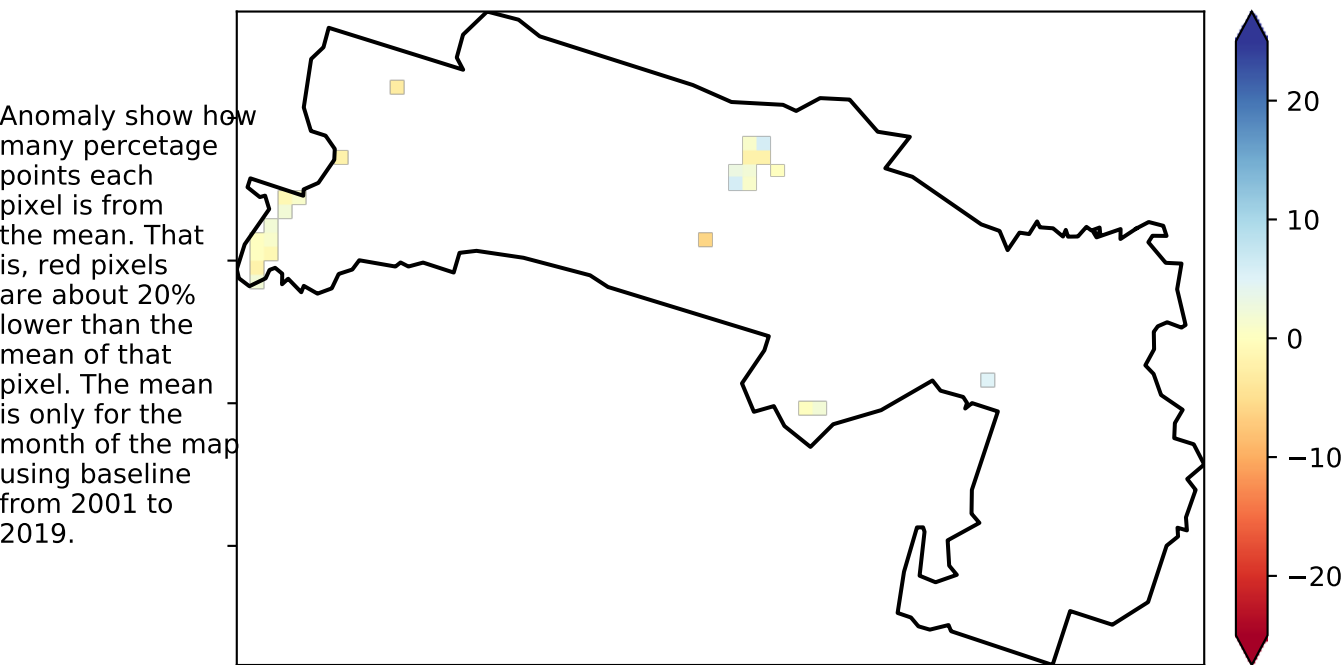 Anomaly show how
many percetage
points each
pixel is from
the mean. That
is, red pixels
are about 20%
lower than the
mean of that
pixel. The mean
is only for the
month of the map
using baseline
from 2001 to
2019.
20
10
0
−10
−20